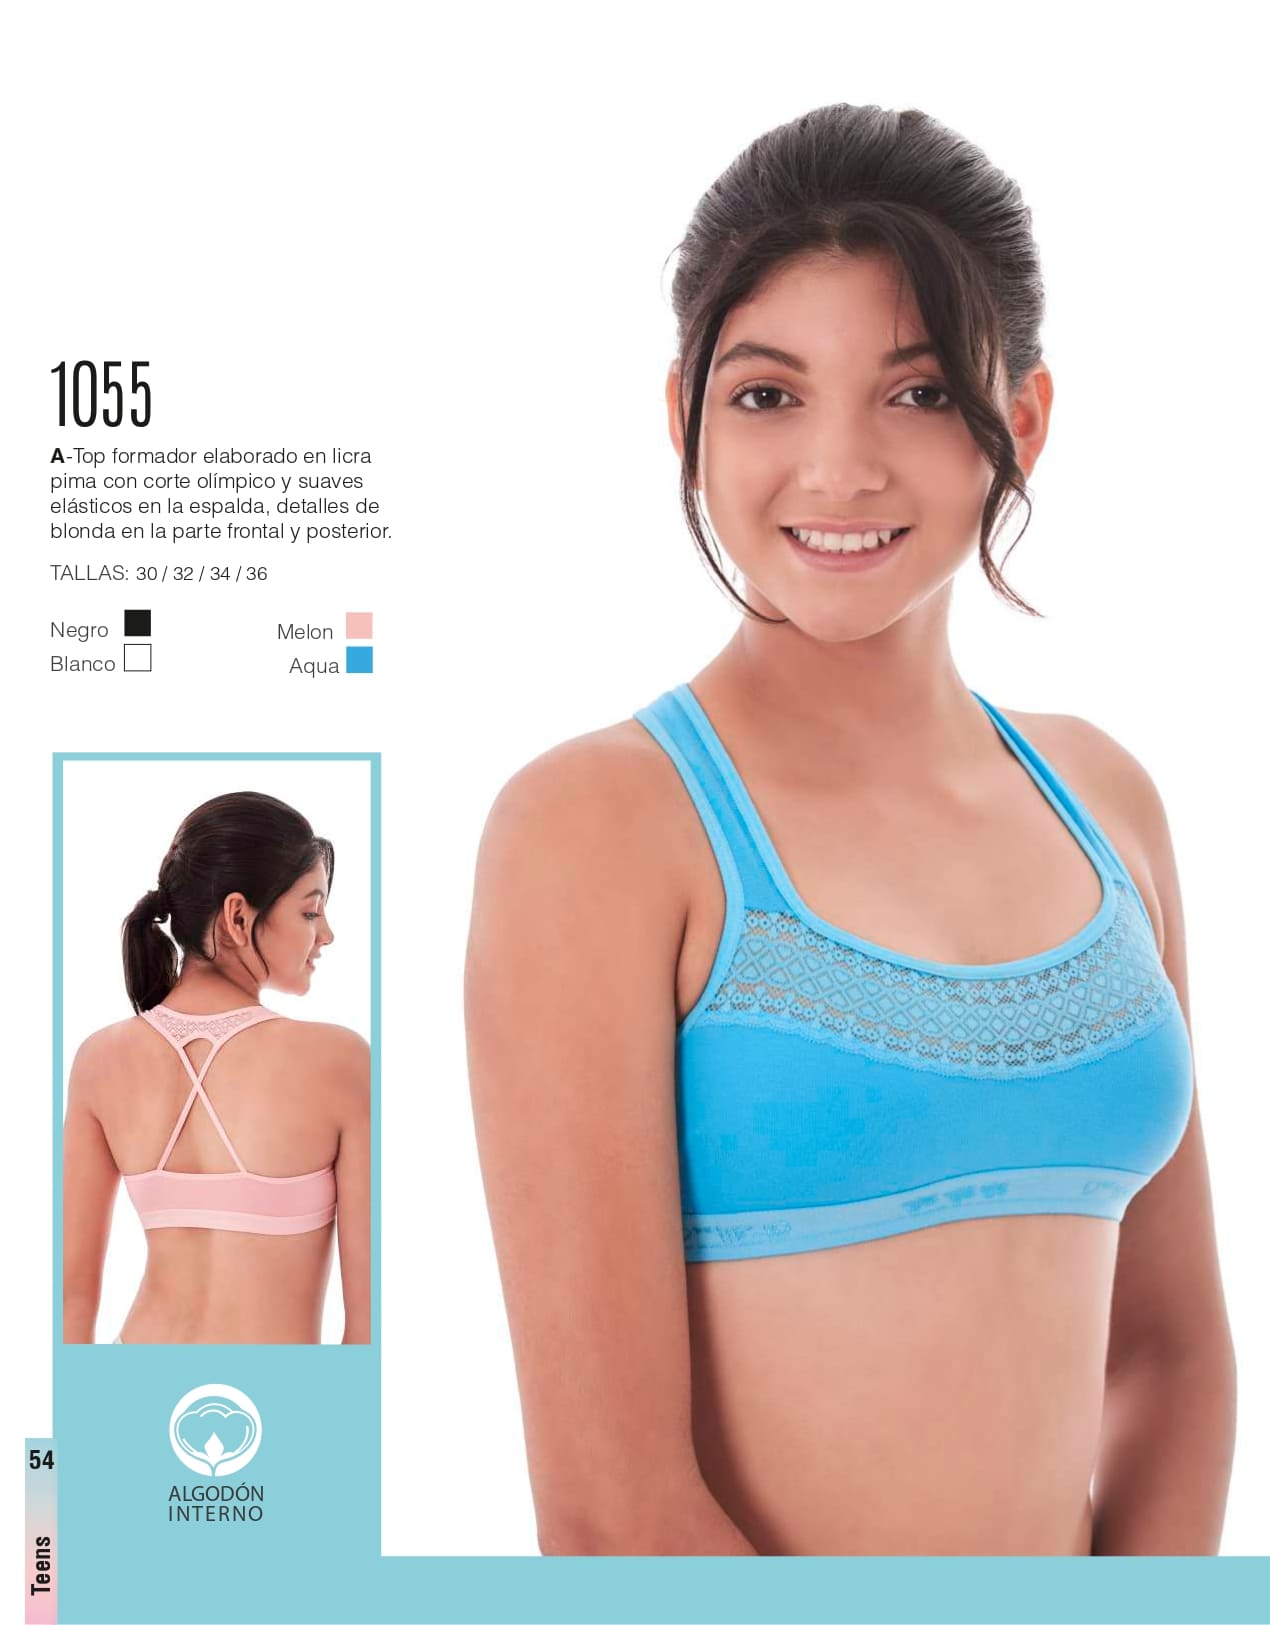 1055
A-Top formador elaborado en licra
pima con corte olímpico y suaves
elásticos en la espalda, detalles de
blonda en la parte frontal y posterior.
TALLAS: 30 / 32 / 34 / 36
Negro
Melon
Blanco
Aqua
ALGODÓN
INTERNO
54
Teens